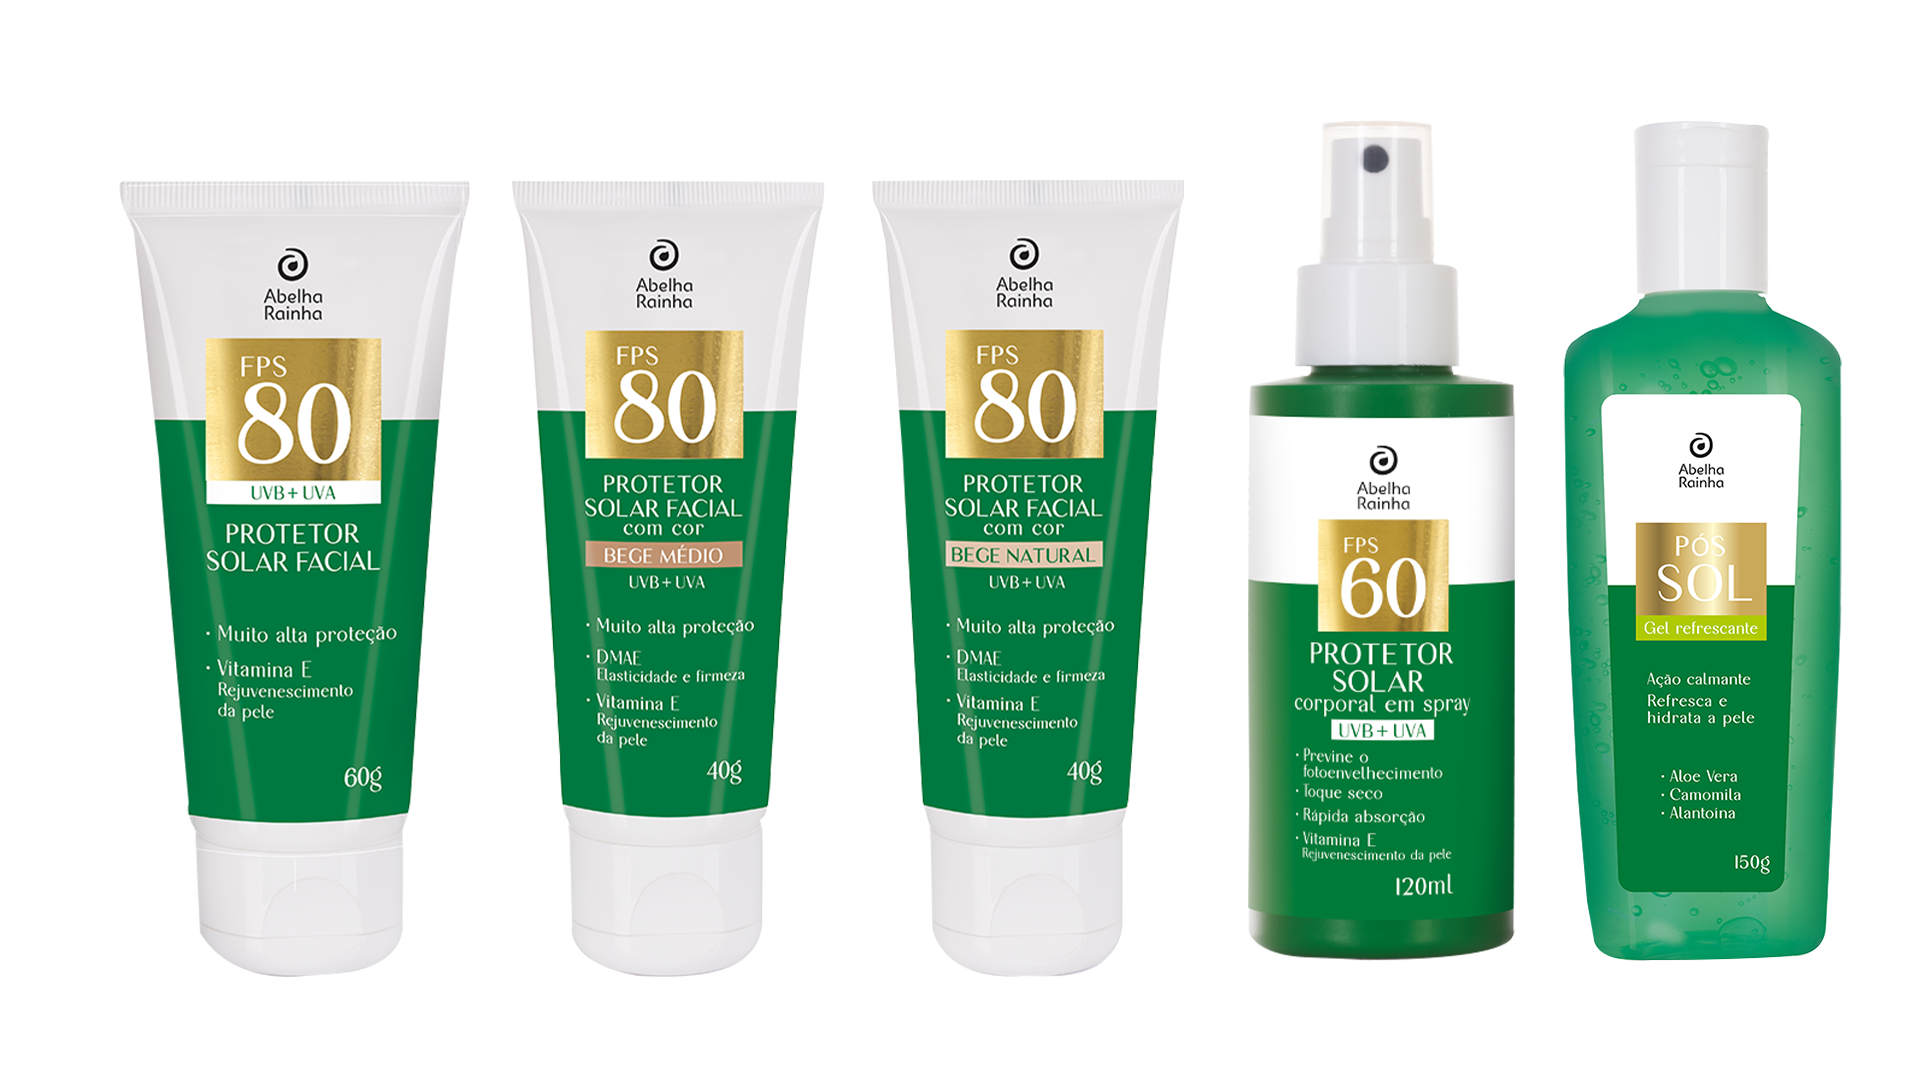 Abelha
Rainha
FPS
80
UVB + UVA
PROTETOR
SOLAR FACIAL
• Muito alta proteção
• Vitamina E
Rejuvenescimento
da pele
60g
Abelha
Rainha
FPS
80
PROTETOR
SOLAR FACIAL
com cor
BEGE MÉDIO
UVB + UVA
• Muito alta proteção
• DMAE
Elasticidade e firmeza
• Vitamina E
Rejuvenescimento
da pele
40g
Abelha
Rainha
FPS
80
PROTETOR
SOLAR FACIAL
com cor
BEGE NATURAL
UVB + UVA
• Muito alta proteção
• DMAE
Elasticidade e firmeza
• Vitamina E
Rejuvenescimento
da pele
40g
Abelha
Rainha
FPS
60
PROTETOR
SOLAR
corporal em spray
UVB + UVA
• Previne o
fotoenvelhecimento
• Toque seco
• Rápida absorção
• Vitamina E
Rejuvenescimento da pele
120ml
Abelha
Rainha
PÓS
SOL
Gel refrescante
Ação calmante
Refresca e
hidrata a pele
• Aloe Vera
• Camomila
• Alantoína
150g